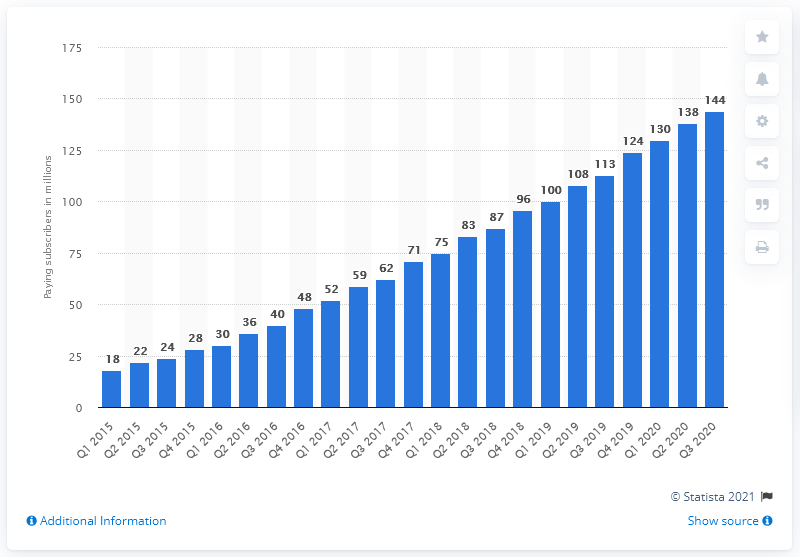 175
150
125
100
75
50
25
0
Paying subscribers in millions
18
22
24
28
30
36
40
48
52
59
62
71
75
83
87
96
100
108
113
124
130
138
144
Q1 2015
Q2 2015
Q3 2015
Q4 2015
Q1 2016
Q2 2016
Q3 2016
Q4 2016
Q1 2017
Q2 2017
Q3 2017
Q4 2017
Q1 2018
Q2 2018
Q3 2018
Q4 2018
Q1 2019
Q2 2019
Q3 2019
Q4 2019
Q1 2020
Q2 2020
Q3 2020
© Statista 2021
Additional Information
Show source